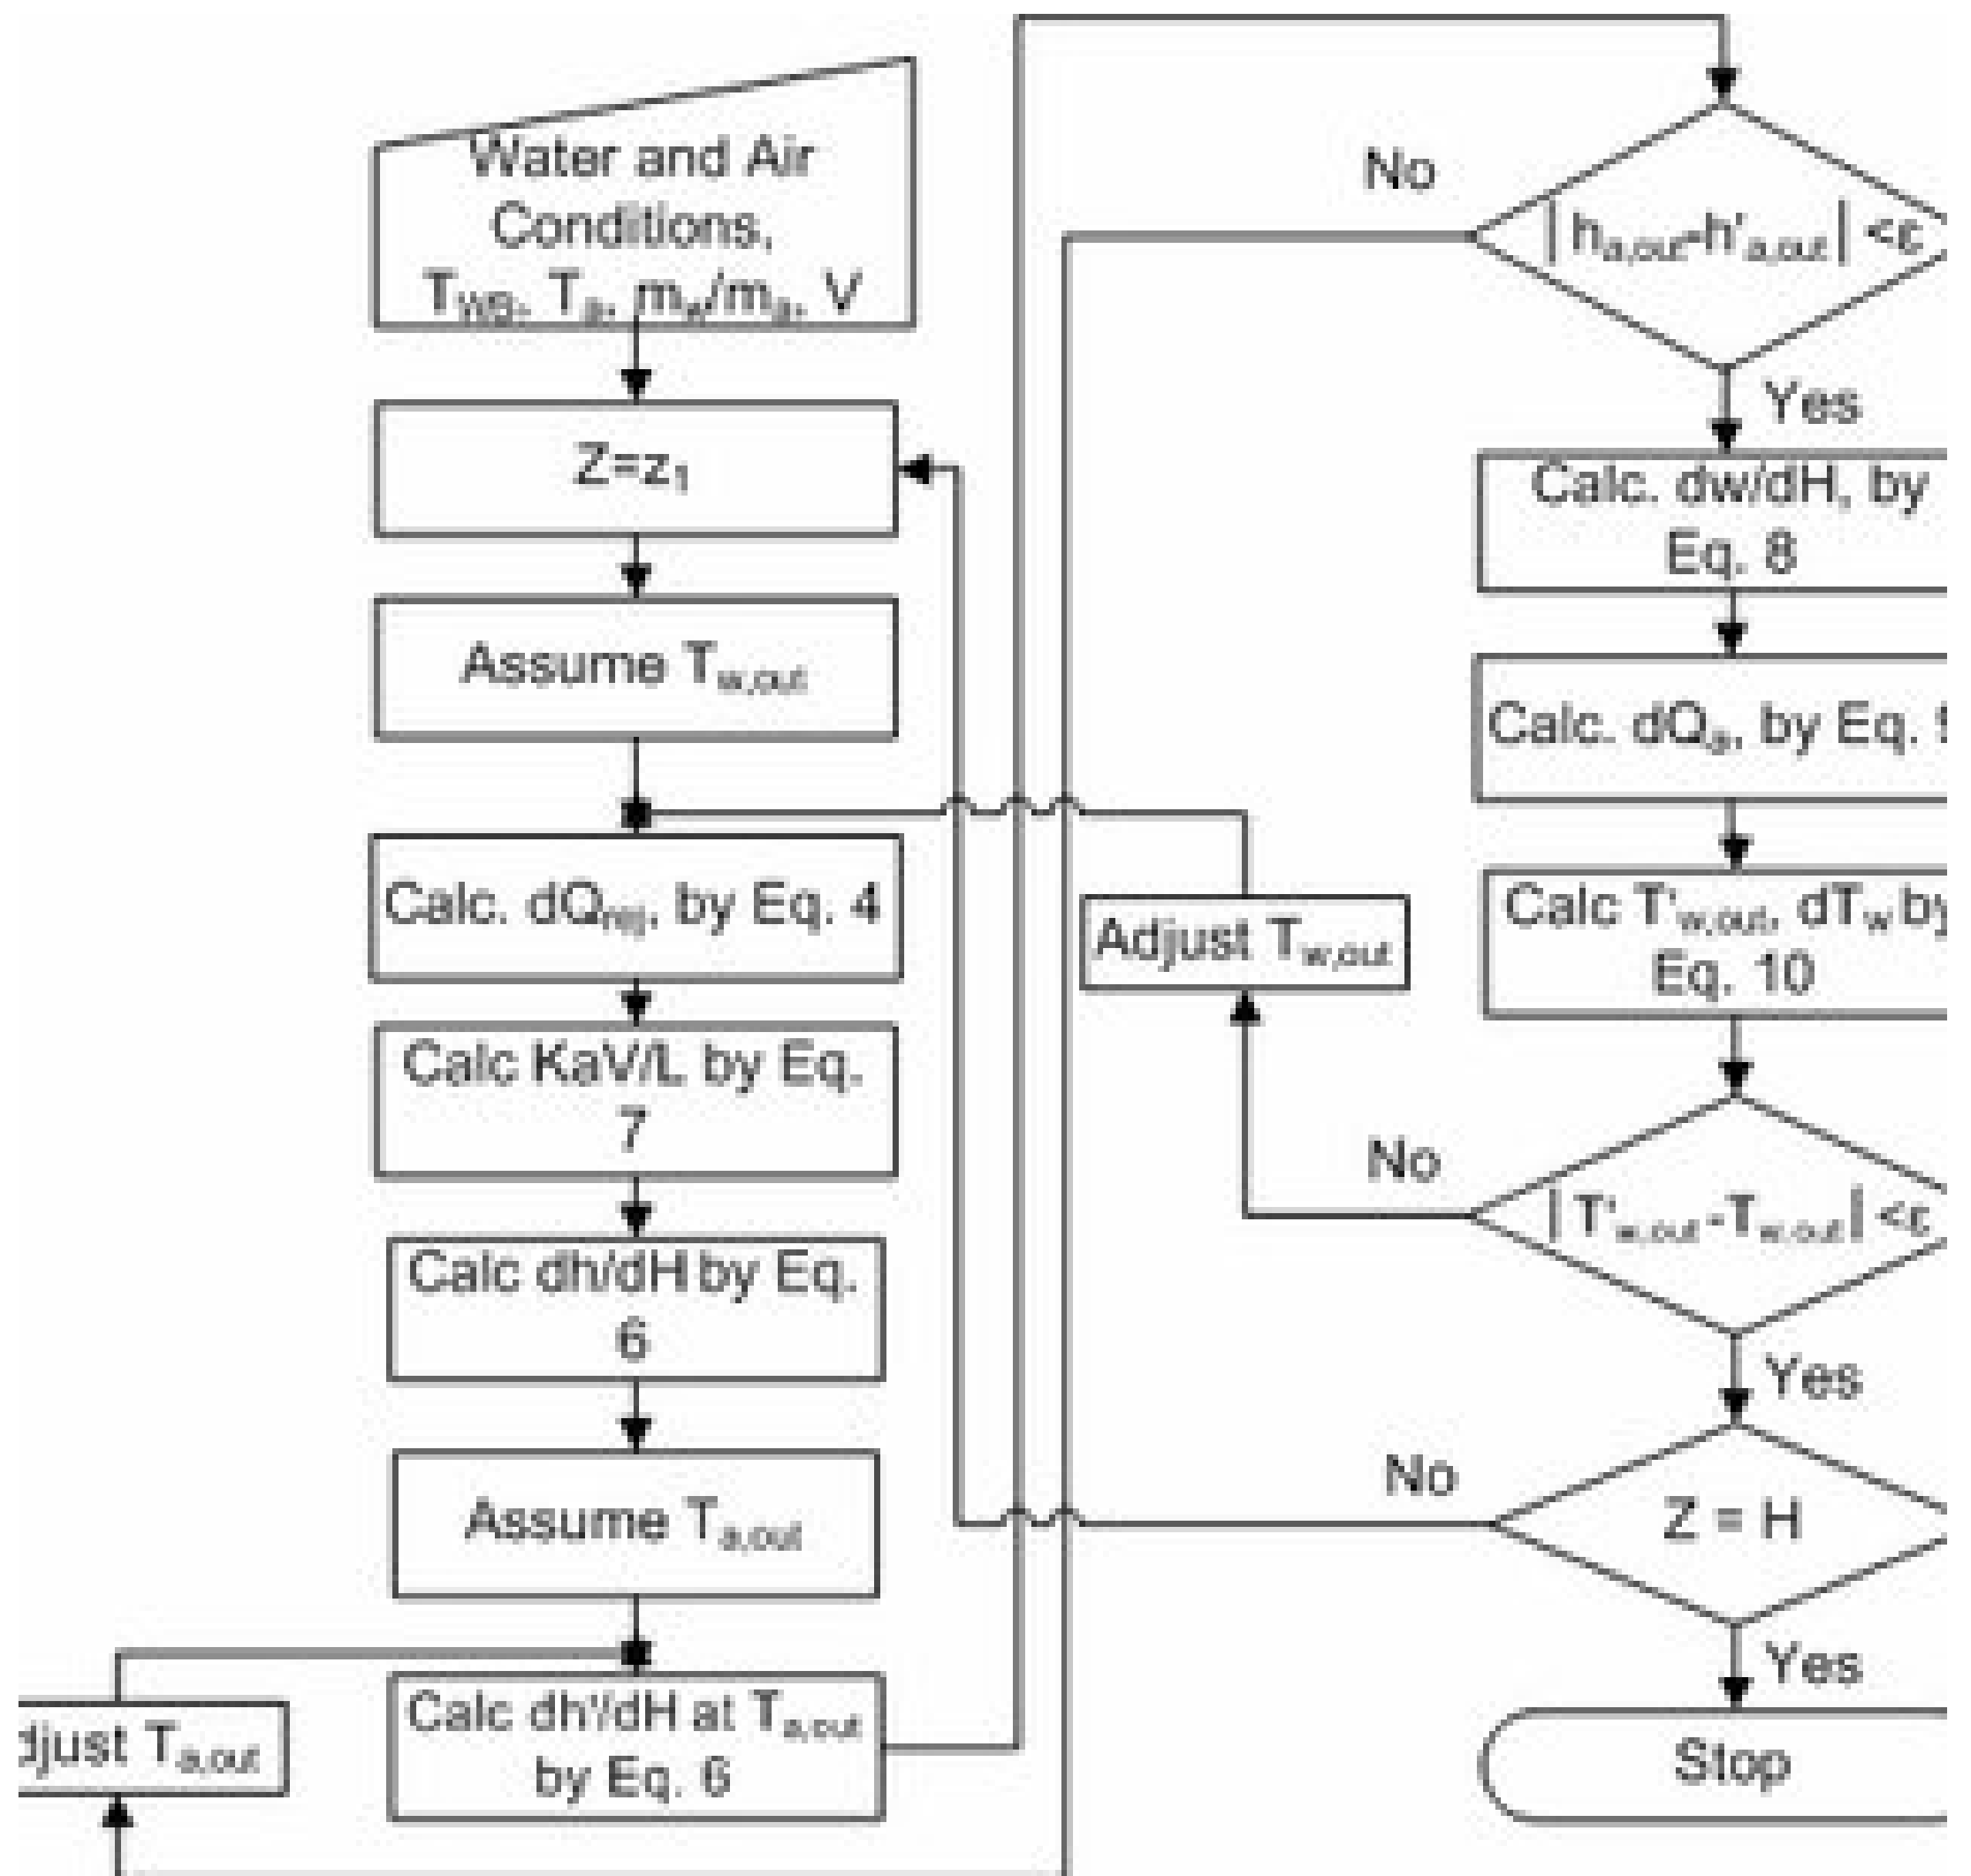 Water and Air
Conditions,
T_WB, T_a, m_w/m_a, V
Z=z_1
Assume T_w,out
Calc. dQ_rej, by Eq. 4
Calc KaV/L by Eq.
7
Calc dh/dH by Eq.
6
Assume T_a,out
Calc dh'/dH at T_a,out
by Eq. 6
djust T_a,out
No
|h_a,out-h'_a,out| <ε
Yes
Calc. dw/dH, by
Eq. 8
Calc. dQ_a, by Eq.
Calc T'_w,out, dT_w by
Eq. 10
Adjust T_w,out
No
|T'_w,out-T_w,out| <ε
Yes
No
Z = H
Yes
Stop